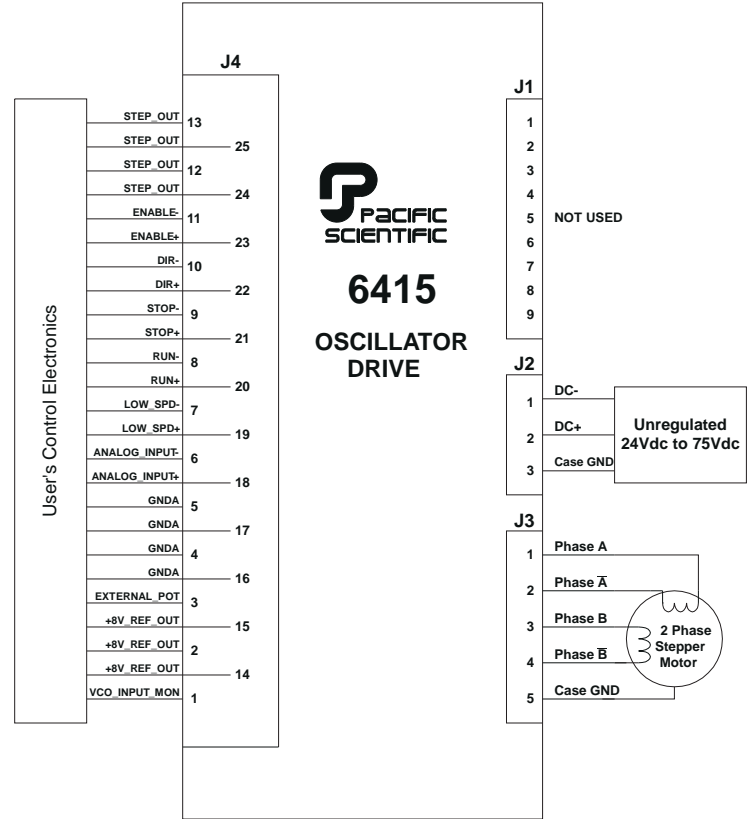 J4
User's Control Electronics
STEP_OUT 13
STEP_OUT 25
STEP_OUT 12
STEP_OUT 24
ENABLE- 11
ENABLE+ 23
DIR- 10
DIR+ 22
STOP- 9
STOP+ 21
RUN- 8
RUN+ 20
LOW_SPD- 7
LOW_SPD+ 19
ANALOG_INPUT- 6
ANALOG_INPUT+ 18
GNDA 5
GNDA 17
GNDA 4
GNDA 16
EXTERNAL_POT 3
+8V_REF_OUT 15
+8V_REF_OUT 2
+8V_REF_OUT 14
VCO_INPUT_MON 1
PACIFIC
SCIENTIFIC
6415
OSCILLATOR
DRIVE
J1
1
2
3
4
5 NOT USED
6
7
8
9
J2
1 DC-
2 DC+
3 Case GND
Unregulated
24Vdc to 75Vdc
J3
1 Phase A
2 Phase A̅
3 Phase B
4 Phase B̅
5 Case GND
2 Phase
Stepper
Motor